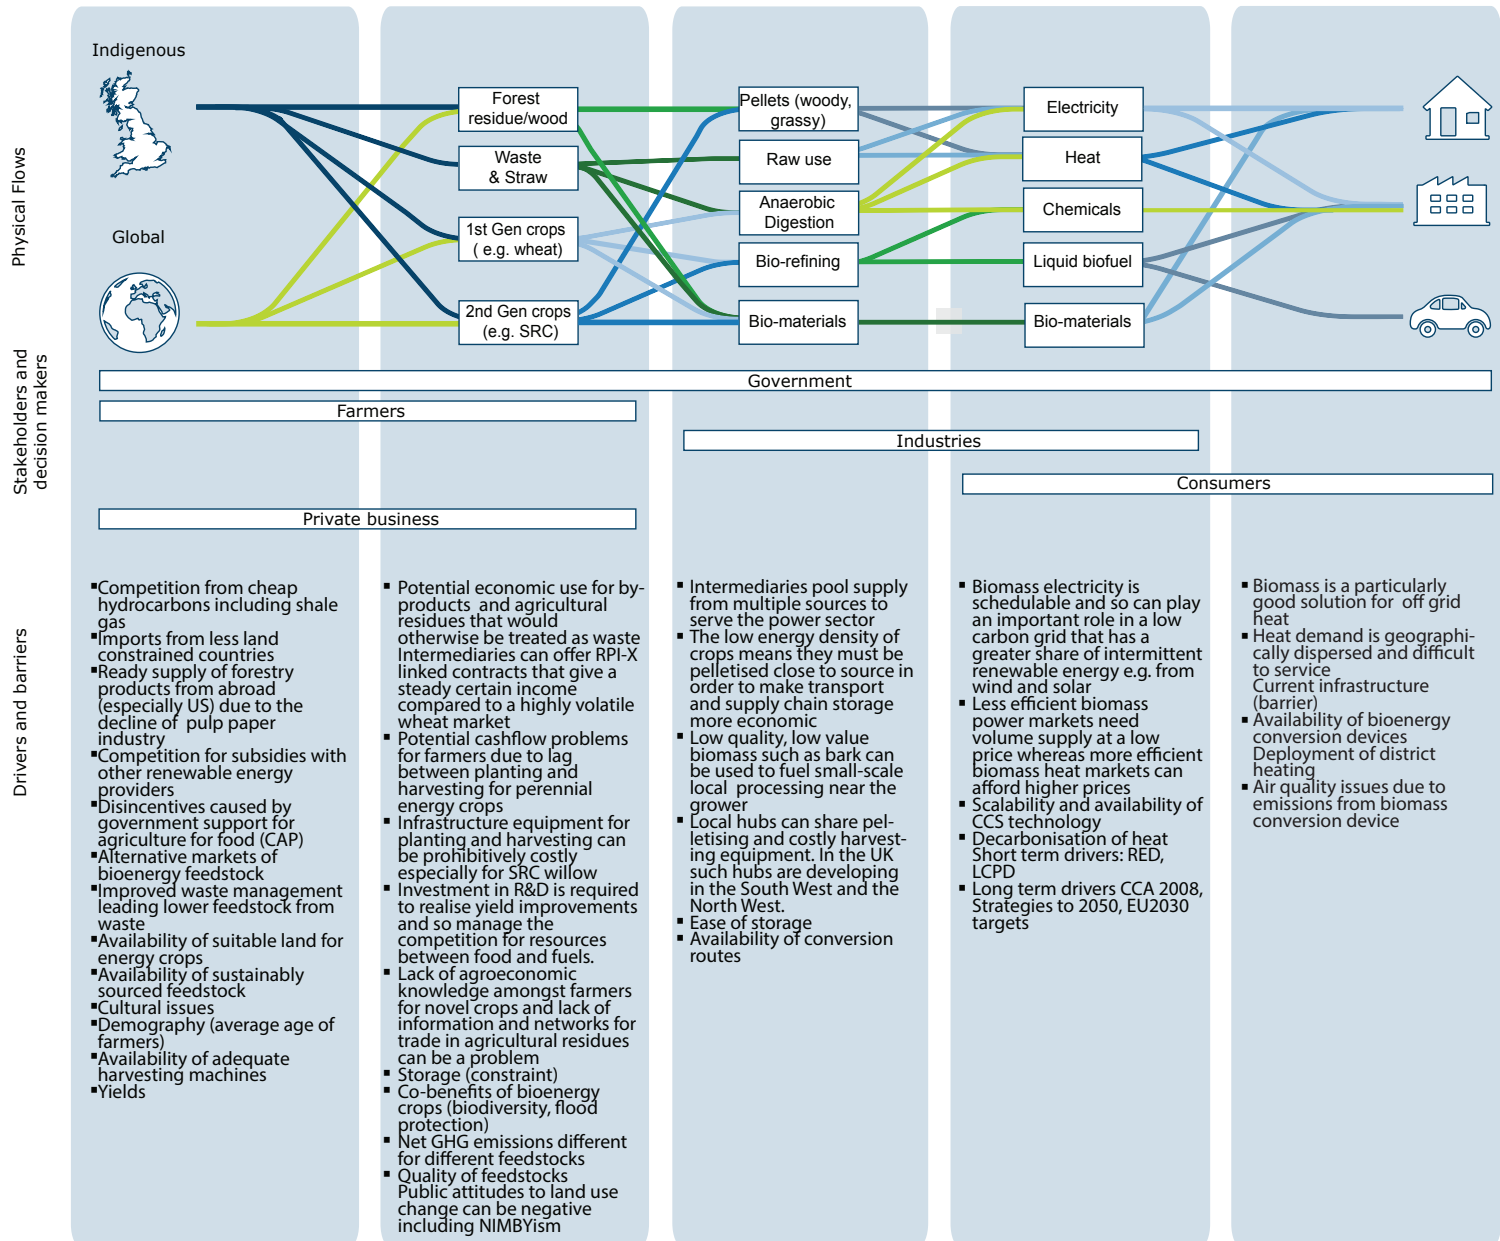 Physical Flows
Indigenous
Global
Forest
residue/wood
Waste
& Straw
1st Gen crops
( e.g. wheat)
2nd Gen crops
(e.g. SRC)
Pellets (woody,
grassy)
Raw use
Anaerobic
Digestion
Bio-refining
Bio-materials
Electricity
Heat
Chemicals
Liquid biofuel
Bio-materials
Stakeholders and
decision makers
Government
Farmers
Industries
Consumers
Private business
Drivers and barriers
▪Competition from cheap
hydrocarbons including shale
gas
▪Imports from less land
constrained countries
▪Ready supply of forestry
products from abroad
(especially US) due to the
decline of pulp paper
industry
▪Competition for subsidies with
other renewable energy
providers
▪Disincentives caused by
government support for
agriculture for food (CAP)
▪Alternative markets of
bioenergy feedstock
▪Improved waste management
leading lower feedstock from
waste
▪Availability of suitable land for
energy crops
▪Availability of sustainably
sourced feedstock
▪Cultural issues
▪Demography (average age of
farmers)
▪Availability of adequate
harvesting machines
▪Yields
▪ Potential economic use for by-
products and agricultural
residues that would
otherwise be treated as waste
Intermediaries can offer RPI-X
linked contracts that give a
steady certain income
compared to a highly volatile
wheat market
▪ Potential cashflow problems
for farmers due to lag
between planting and
harvesting for perennial
energy crops
▪ Infrastructure equipment for
planting and harvesting can
be prohibitively costly
especially for SRC willow
▪ Investment in R&D is required
to realise yield improvements
and so manage the
competition for resources
between food and fuels.
▪ Lack of agroeconomic
knowledge amongst farmers
for novel crops and lack of
information and networks for
trade in agricultural residues
can be a problem
▪ Storage (constraint)
▪ Co-benefits of bioenergy
crops (biodiversity, flood
protection)
▪ Net GHG emissions different
for different feedstocks
▪ Quality of feedstocks
Public attitudes to land use
change can be negative
including NIMBYism
▪ Intermediaries pool supply
from multiple sources to
serve the power sector
▪ The low energy density of
crops means they must be
pelletised close to source in
order to make transport
and supply chain storage
more economic
▪ Low quality, low value
biomass such as bark can
be used to fuel small-scale
local processing near the
grower
▪ Local hubs can share pel-
letising and costly harvest-
ing equipment. In the UK
such hubs are developing
in the South West and the
North West.
▪ Ease of storage
▪ Availability of conversion
routes
▪ Biomass electricity is
schedulable and so can play
an important role in a low
carbon grid that has a
greater share of intermittent
renewable energy e.g. from
wind and solar
▪ Less efficient biomass
power markets need
volume supply at a low
price whereas more efficient
biomass heat markets can
afford higher prices
▪ Scalability and availability of
CCS technology
▪ Decarbonisation of heat
Short term drivers: RED,
LCPD
▪ Long term drivers CCA 2008,
Strategies to 2050, EU2030
targets
▪ Biomass is a particularly
good solution for off grid
heat
▪ Heat demand is geographi-
cally dispersed and difficult
to service
Current infrastructure
(barrier)
▪ Availability of bioenergy
conversion devices
Deployment of district
heating
▪ Air quality issues due to
emissions from biomass
conversion device